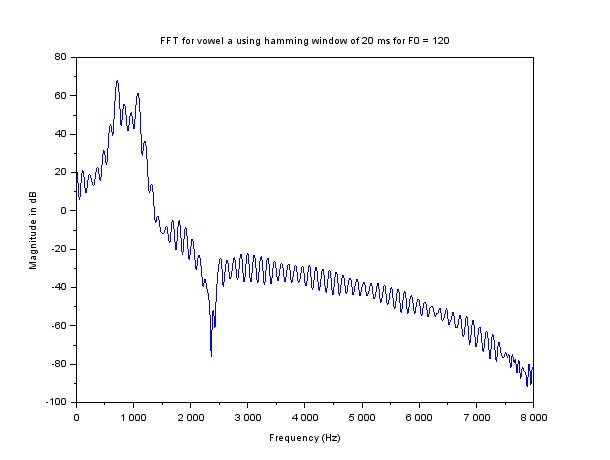 FFT for vowel a using hamming window of 20 ms for F0 = 120
80
60
40
20
0
-20
-40
-60
-80
-100
Magnitude in dB
0 1 000 2 000 3 000 4 000 5 000 6 000 7 000 8 000
Frequency (Hz)